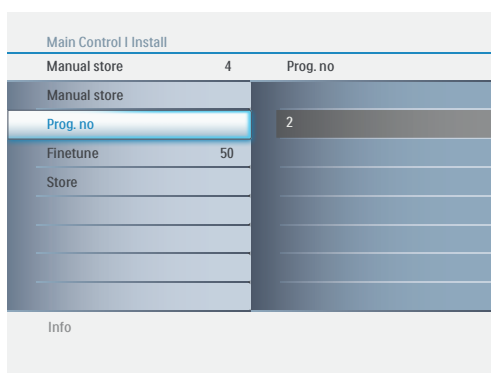 Main Control l Install
Manual store 4 Prog. no
Manual store
Prog. no 2
Finetune 50
Store
Info